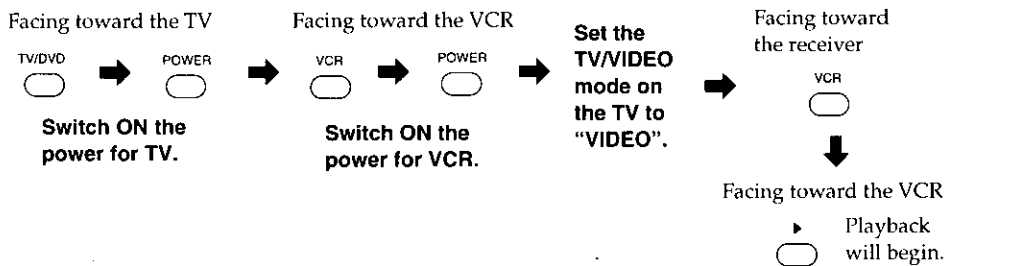 Facing toward the TV
TV/DVD
POWER
Switch ON the
power for TV.
Facing toward the VCR
VCR
POWER
Switch ON the
power for VCR.
Set the
TV/VIDEO
mode on
the TV to
“VIDEO”.
Facing toward
the receiver
VCR
Facing toward the VCR
Playback
will begin.